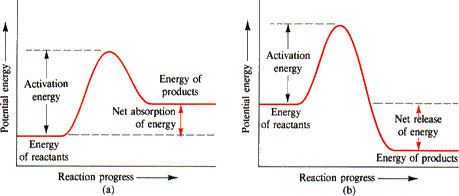 Potential energy
Activation
energy
Energy of
products
Net absorption
of energy
Energy
of reactants
Reaction progress
(a)
Potential energy
Activation
energy
Energy
of reactants
Net release
of energy
Energy of products
Reaction progress
(b)